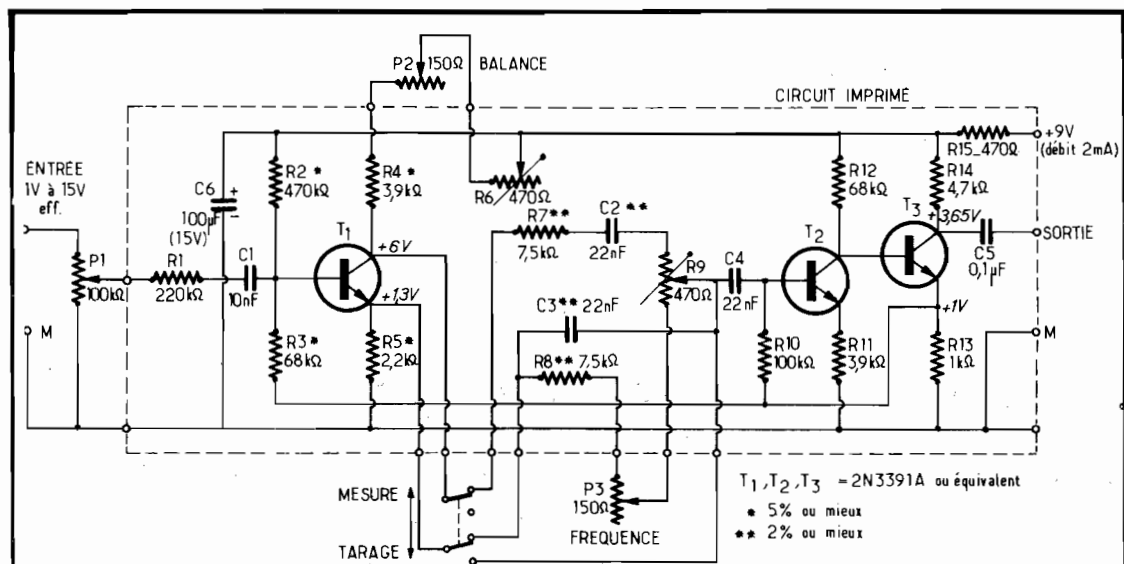 P2
150Ω
BALANCE
CIRCUIT IMPRIMÉ
ENTRÉE
1V à 15V
eff.
P1
100kΩ
M
R1
220kΩ
C6
+
−
100µF
(15V)
C1
10nF
R2*
470kΩ
R3*
68kΩ
R4*
3,9kΩ
T1
+6V
+1,3V
R5*
2,2kΩ
R6
470Ω
R7**
7,5kΩ
C2**
22nF
C3** 22nF
R8** 7,5kΩ
R9
470Ω
C4
22nF
R10
100kΩ
R12
68kΩ
T2
R11
3,9kΩ
R15_470Ω
+9V
(débit 2mA)
R14
4,7kΩ
T3
+3,65V
C5
0,1µF
SORTIE
+1V
R13
1kΩ
M
MESURE
TARAGE
P3
150Ω
FRÉQUENCE
T1,T2,T3 = 2N3391A ou équivalent
* 5% ou mieux
** 2% ou mieux